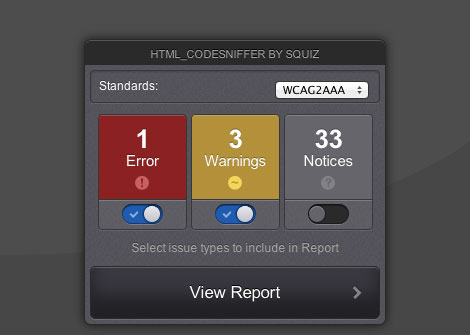 HTML_CODESNIFFER BY SQUIZ
Standards: WCAG2AAA
1 3 33
Error Warnings Notices
! ~ ?
Select issue types to include in Report
View Report